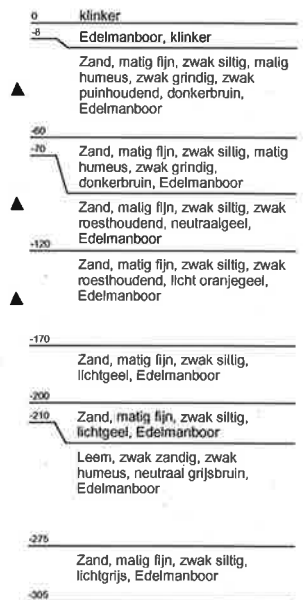 0 klinker
-8 Edelmanboor, klinker
Zand, matig fijn, zwak siltig, matig
humeus, zwak grindig, zwak
puinhoudend, donkerbruin,
Edelmanboor
-60
-70 Zand, matig fijn, zwak siltig, matig
humeus, zwak grindig,
donkerbruin, Edelmanboor
Zand, matig fijn, zwak siltig, zwak
roesthoudend, neutraalgeel,
Edelmanboor
-120
Zand, matig fijn, zwak siltig, zwak
roesthoudend, licht oranjegeel,
Edelmanboor
-170
Zand, matig fijn, zwak siltig,
lichtgeel, Edelmanboor
-200
-210 Zand, matig fijn, zwak siltig,
lichtgeel, Edelmanboor
Leem, zwak zandig, zwak
humeus, neutraal grijsbruin,
Edelmanboor
-275
Zand, matig fijn, zwak siltig,
lichtgrijs, Edelmanboor
-305